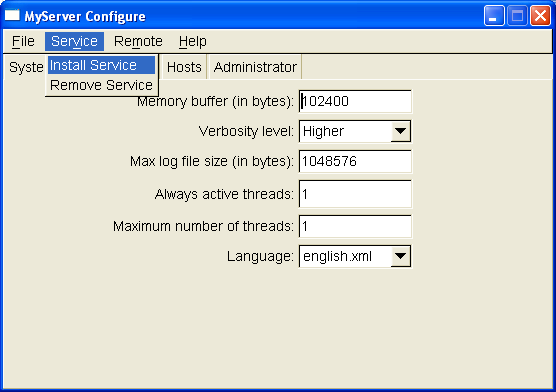 MyServer Configure
File Service Remote Help
Syste Hosts Administrator
Install Service
Remove Service
Memory buffer (in bytes): 102400
Verbosity level: Higher
Max log file size (in bytes): 1048576
Always active threads: 1
Maximum number of threads: 1
Language: english.xml